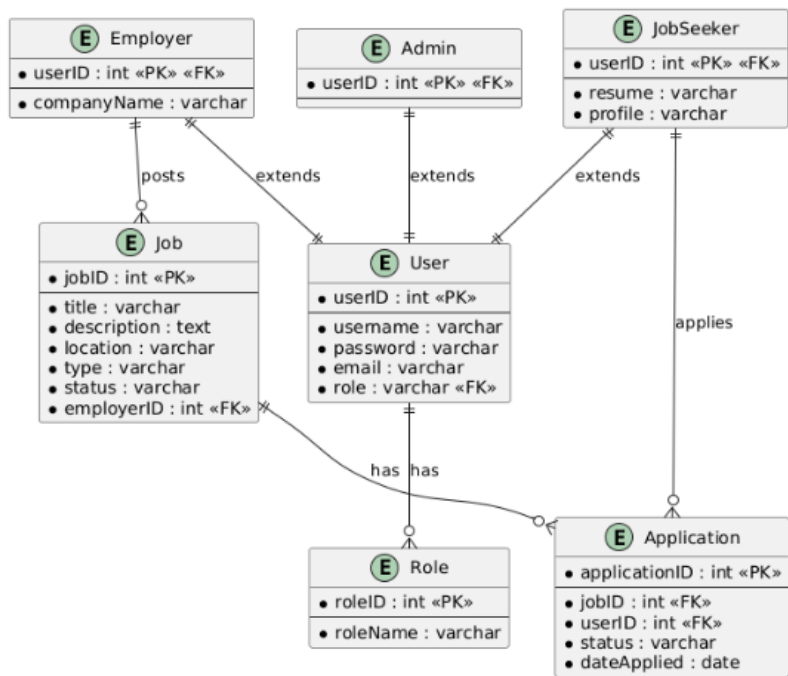 E Employer
userID : int «PK» «FK»
companyName : varchar
E Admin
userID : int «PK» «FK»
E JobSeeker
userID : int «PK» «FK»
resume : varchar
profile : varchar
posts
extends
extends
extends
E Job
jobID : int «PK»
title : varchar
description : text
location : varchar
type : varchar
status : varchar
employerID : int «FK»
E User
userID : int «PK»
username : varchar
password : varchar
email : varchar
role : varchar «FK»
applies
has
has
E Role
roleID : int «PK»
roleName : varchar
E Application
applicationID : int «PK»
jobID : int «FK»
userID : int «FK»
status : varchar
dateApplied : date